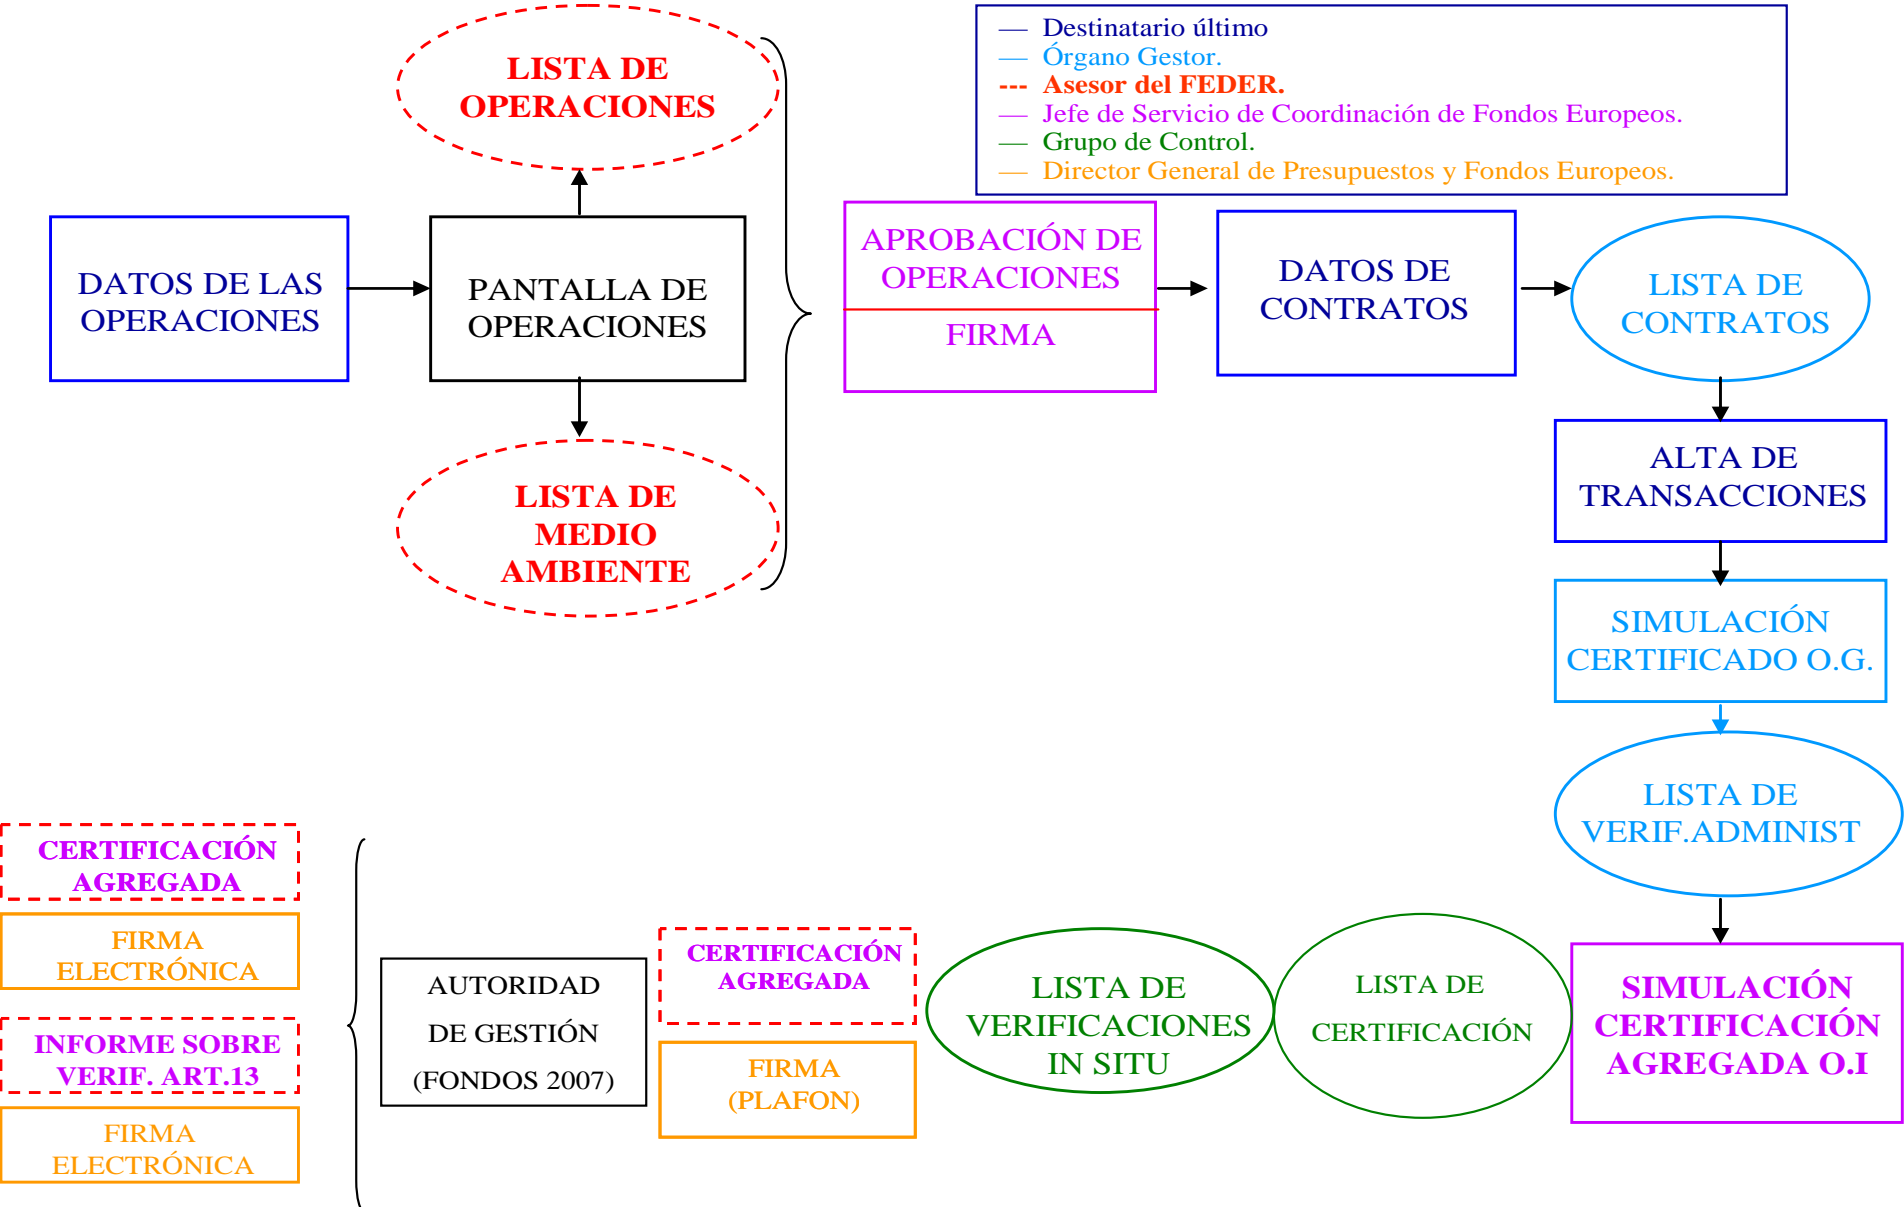 — Destinatario último
— Órgano Gestor.
--- Asesor del FEDER.
— Jefe de Servicio de Coordinación de Fondos Europeos.
— Grupo de Control.
— Director General de Presupuestos y Fondos Europeos.
LISTA DE
OPERACIONES
DATOS DE LAS
OPERACIONES
PANTALLA DE
OPERACIONES
LISTA DE
MEDIO
AMBIENTE
APROBACIÓN DE
OPERACIONES
FIRMA
DATOS DE
CONTRATOS
LISTA DE
CONTRATOS
ALTA DE
TRANSACCIONES
SIMULACIÓN
CERTIFICADO O.G.
LISTA DE
VERIF.ADMINIST
SIMULACIÓN
CERTIFICACIÓN
AGREGADA O.I
LISTA DE
CERTIFICACIÓN
LISTA DE
VERIFICACIONES
IN SITU
CERTIFICACIÓN
AGREGADA
FIRMA
(PLAFON)
AUTORIDAD
DE GESTIÓN
(FONDOS 2007)
CERTIFICACIÓN
AGREGADA
FIRMA
ELECTRÓNICA
INFORME SOBRE
VERIF. ART.13
FIRMA
ELECTRÓNICA